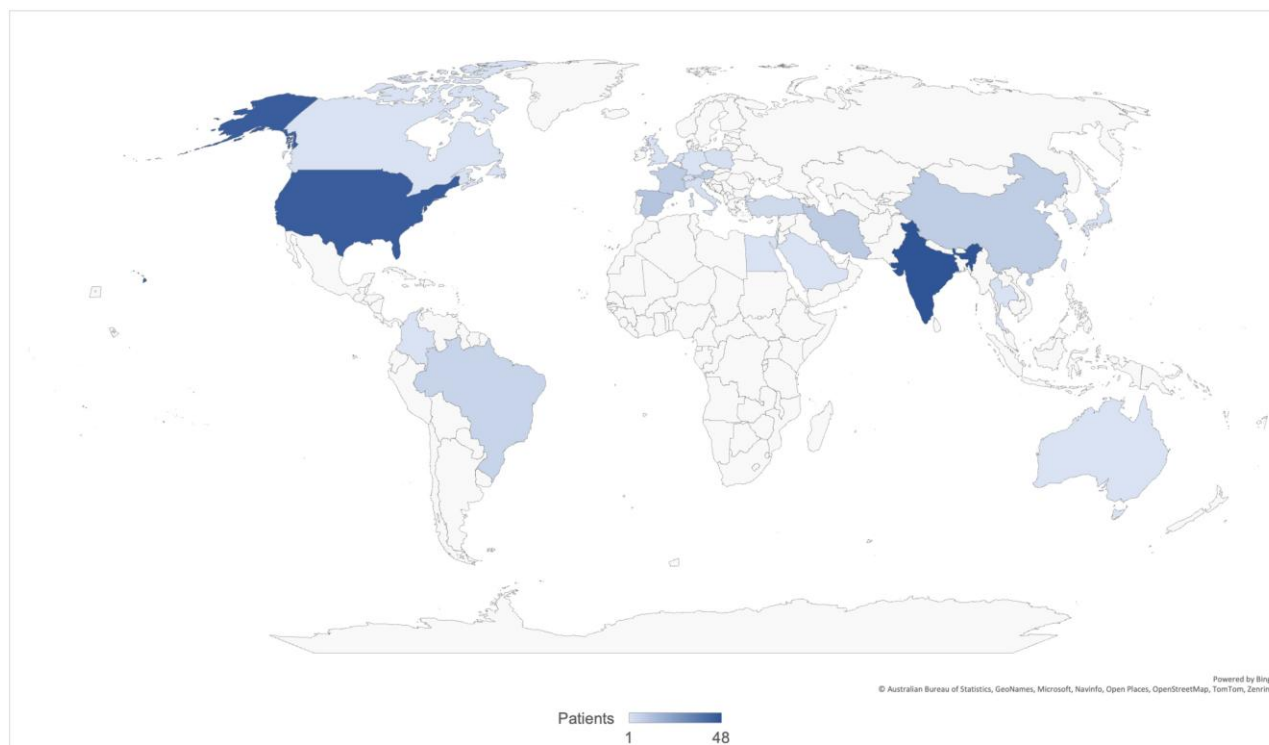 Powered by Bing
© Australian Bureau of Statistics, GeoNames, Microsoft, Navinfo, Open Places, OpenStreetMap, TomTom, Zenrin
Patients
1 48